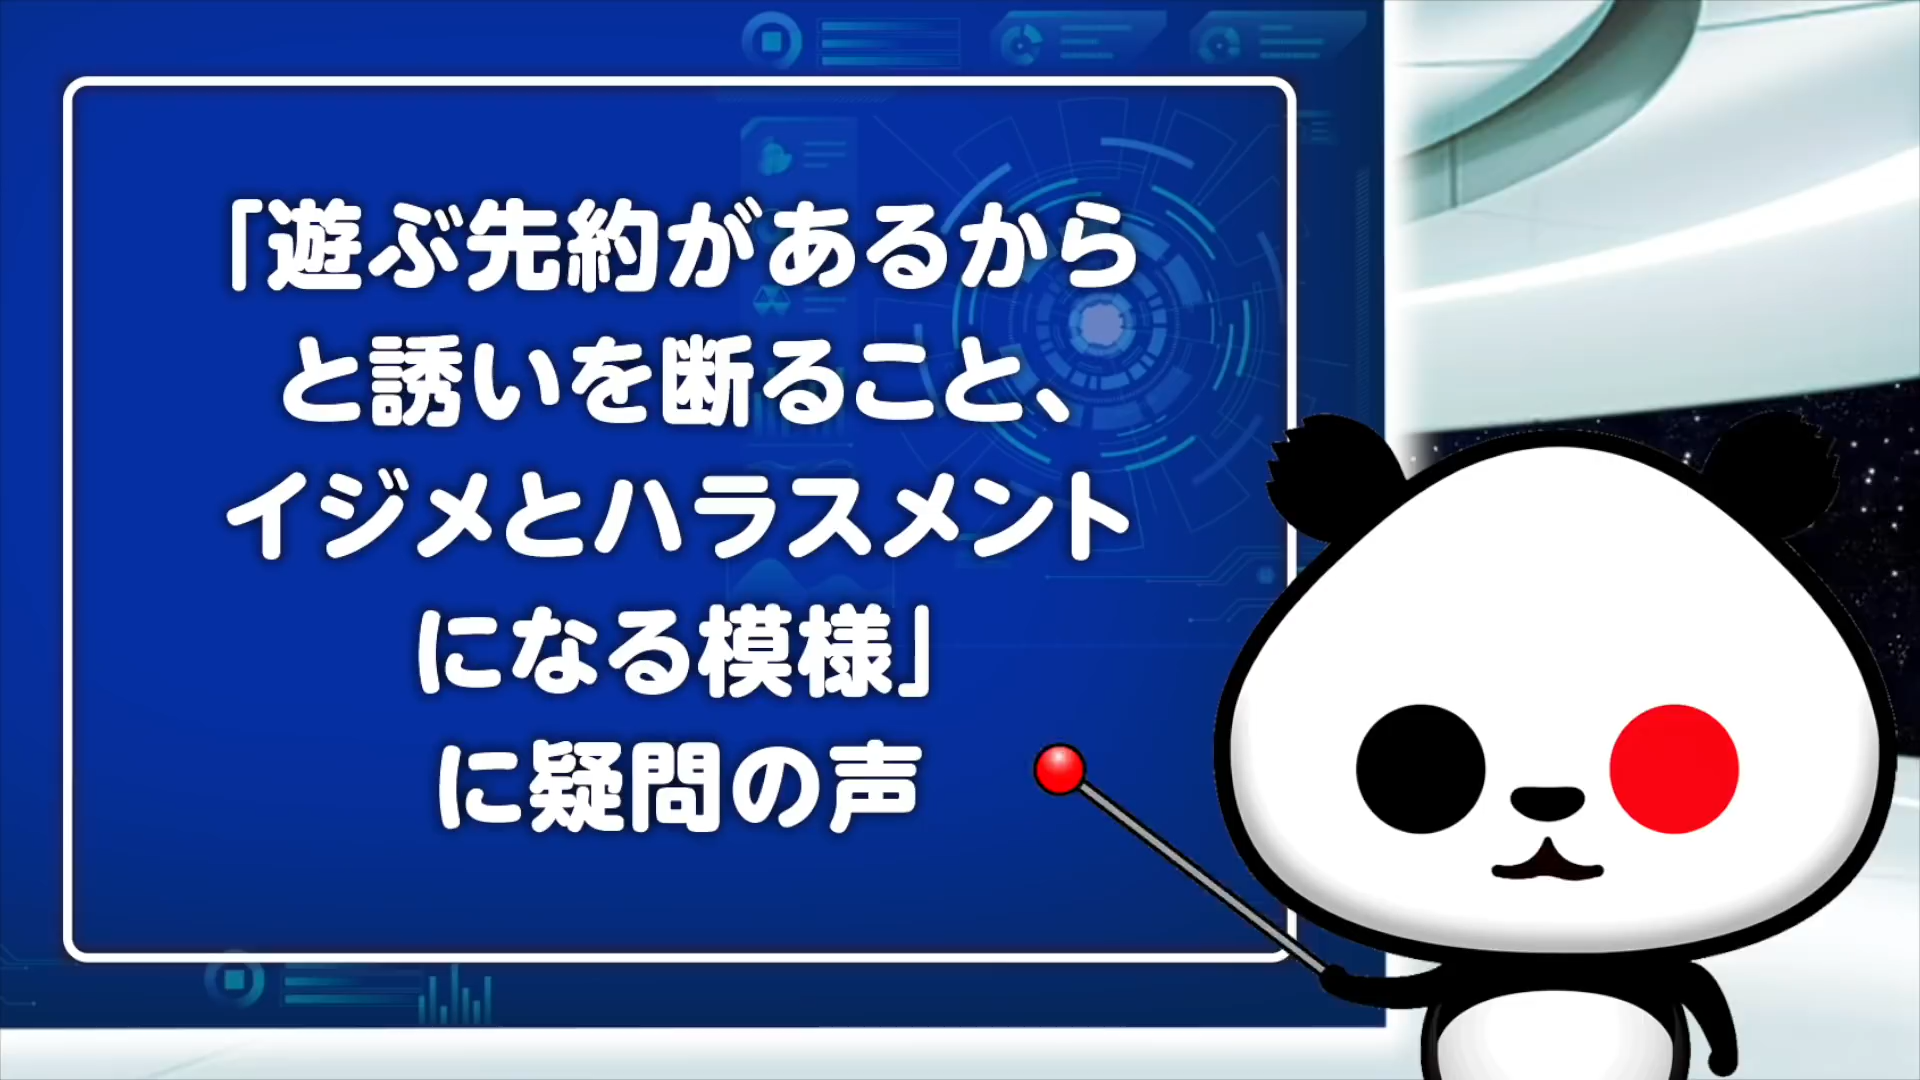 「遊ぶ先約があるから
と誘いを断ること、
イジメとハラスメント
になる模様」
に疑問の声